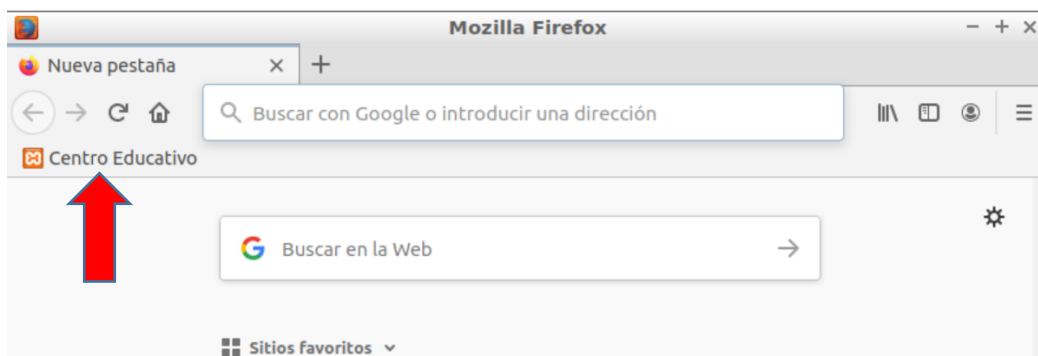 Mozilla Firefox
Nueva pestaña
Buscar con Google o introducir una dirección
Centro Educativo
Buscar en la Web
Sitios favoritos